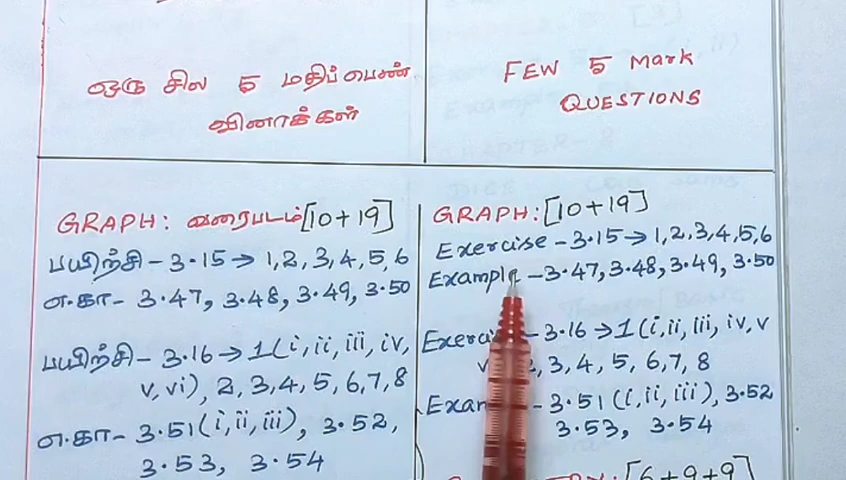 ஒரு சில 5 மதிப்பெண்
வினாக்கள்
FEW 5 Mark
QUESTIONS
GRAPH: வரைபடம் [10+19]
பயிற்சி - 3.15 → 1,2,3,4,5,6
எ.கா - 3.47, 3.48, 3.49, 3.50
பயிற்சி - 3.16 → 1(i, ii, iii, iv,
v, vi), 2, 3, 4, 5, 6, 7, 8
எ.கா - 3.51(i, ii, iii), 3.52,
3.53, 3.54
GRAPH: [10+19]
Exercise - 3.15 → 1,2,3,4,5,6
Example - 3.47, 3.48, 3.49, 3.50
- 3.16 → 1(i, ii, iii, iv, v
3, 4, 5, 6, 7, 8
- 3.51 (i, ii, iii), 3.52
3.53, 3.54
[6+9+9]